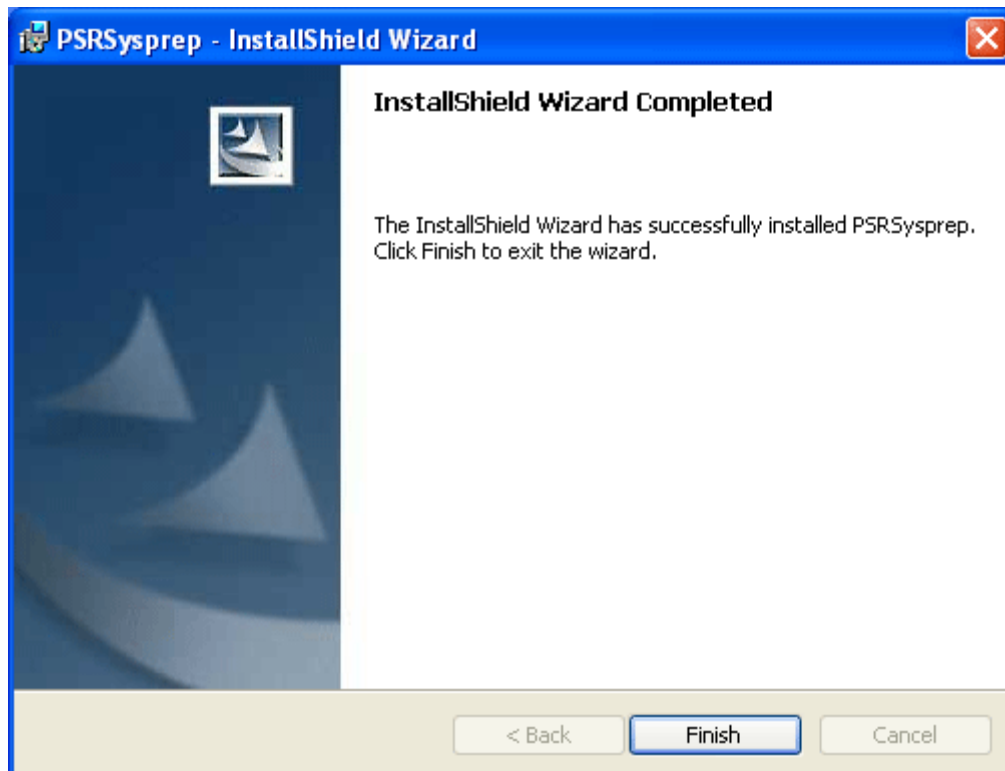 PSRSysprep - InstallShield Wizard
InstallShield Wizard Completed
The InstallShield Wizard has successfully installed PSRSysprep.
Click Finish to exit the wizard.
< Back
Finish
Cancel